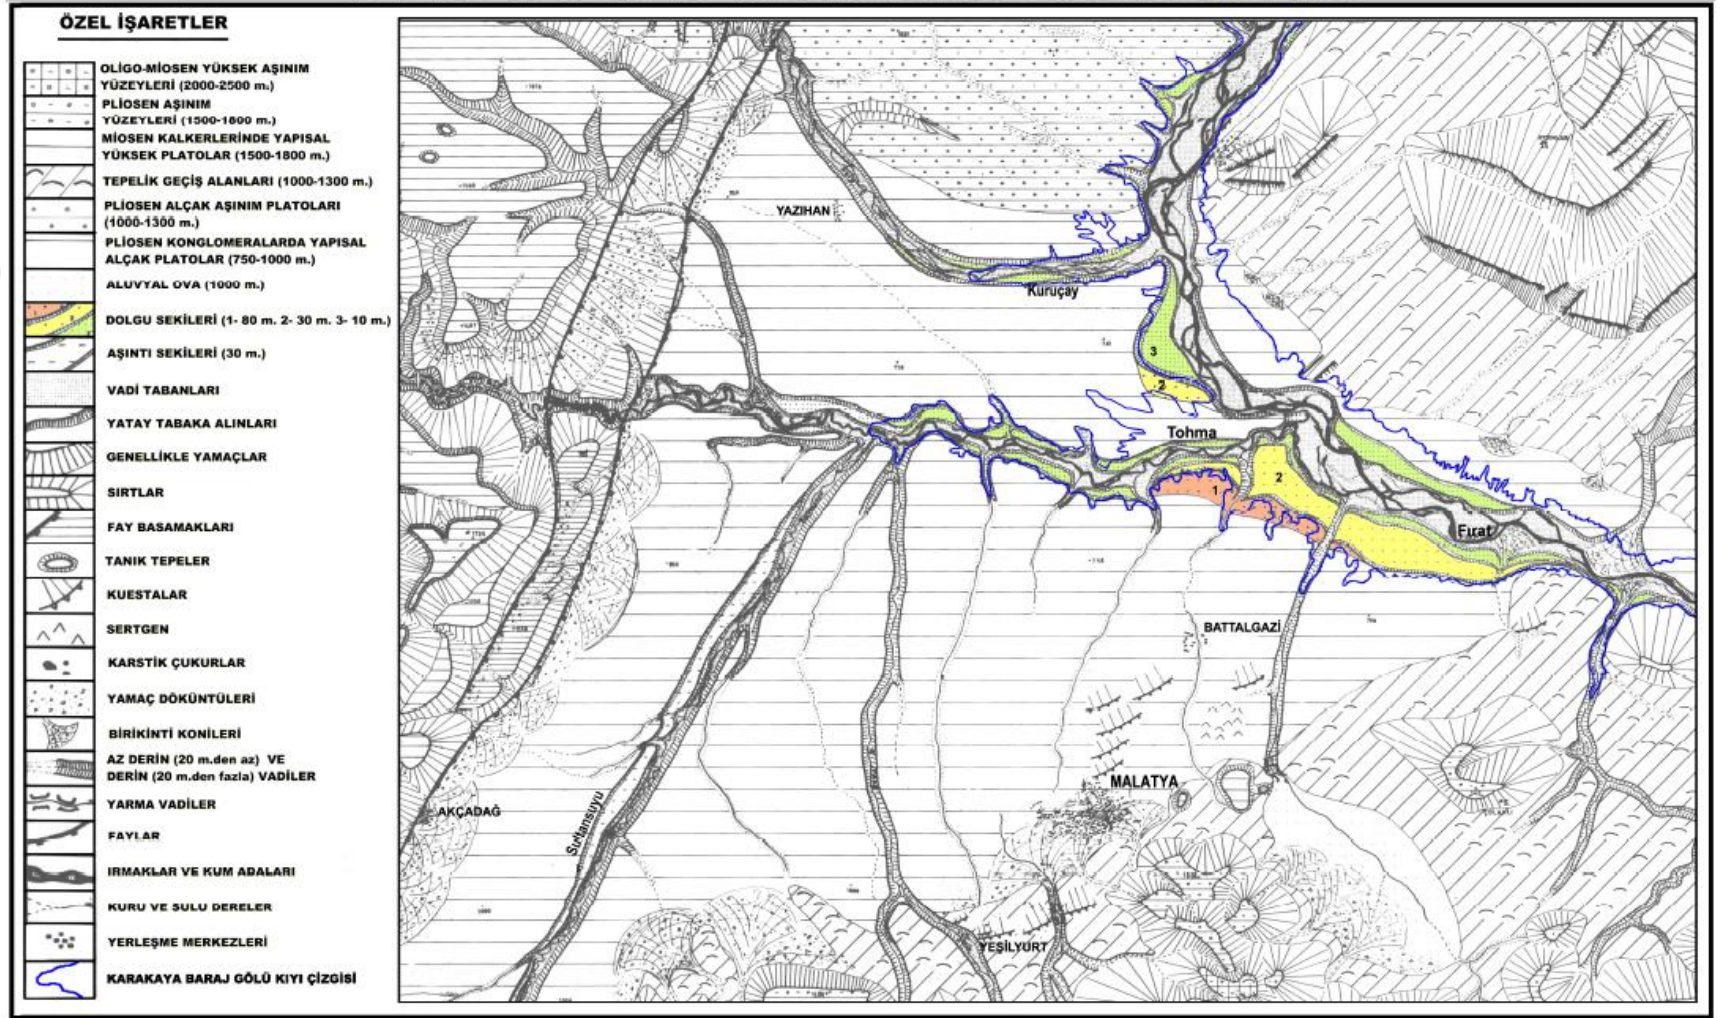 ÖZEL İŞARETLER
OLİGO-MİOSEN YÜKSEK AŞINIM
YÜZEYLERİ (2000-2500 m.)
PLİOSEN AŞINIM
YÜZEYLERİ (1500-1800 m.)
MİOSEN KALKERLERİNDE YAPISAL
YÜKSEK PLATOLAR (1500-1800 m.)
TEPELİK GEÇİŞ ALANLARI (1000-1300 m.)
PLİOSEN ALÇAK AŞINIM PLATOLARI
(1000-1300 m.)
PLİOSEN KONGLOMERALARDA YAPISAL
ALÇAK PLATOLAR (750-1000 m.)
ALUVYAL OVA (1000 m.)
DOLGU SEKİLERİ (1- 80 m. 2- 30 m. 3- 10 m.)
AŞINTI SEKİLERİ (30 m.)
VADİ TABANLARI
YATAY TABAKA ALINLARI
GENELLİKLE YAMAÇLAR
SIRTLAR
FAY BASAMAKLARI
TANIK TEPELER
KUESTALAR
SERTGEN
KARSTİK ÇUKURLAR
YAMAÇ DÖKÜNTÜLERİ
BİRİKİNTİ KONİLERİ
AZ DERİN (20 m.den az) VE
DERİN (20 m.den fazla) VADİLER
YARMA VADİLER
FAYLAR
IRMAKLAR VE KUM ADALARI
KURU VE SULU DERELER
YERLEŞME MERKEZLERİ
KARAKAYA BARAJ GÖLÜ KIYI ÇİZGİSİ
YAZIHAN
Kuruçay
3
2
Tohma
1
2
Fırat
BATTALGAZİ
MALATYA
AKÇADAĞ
Sultansuyu
YEŞİLYURT